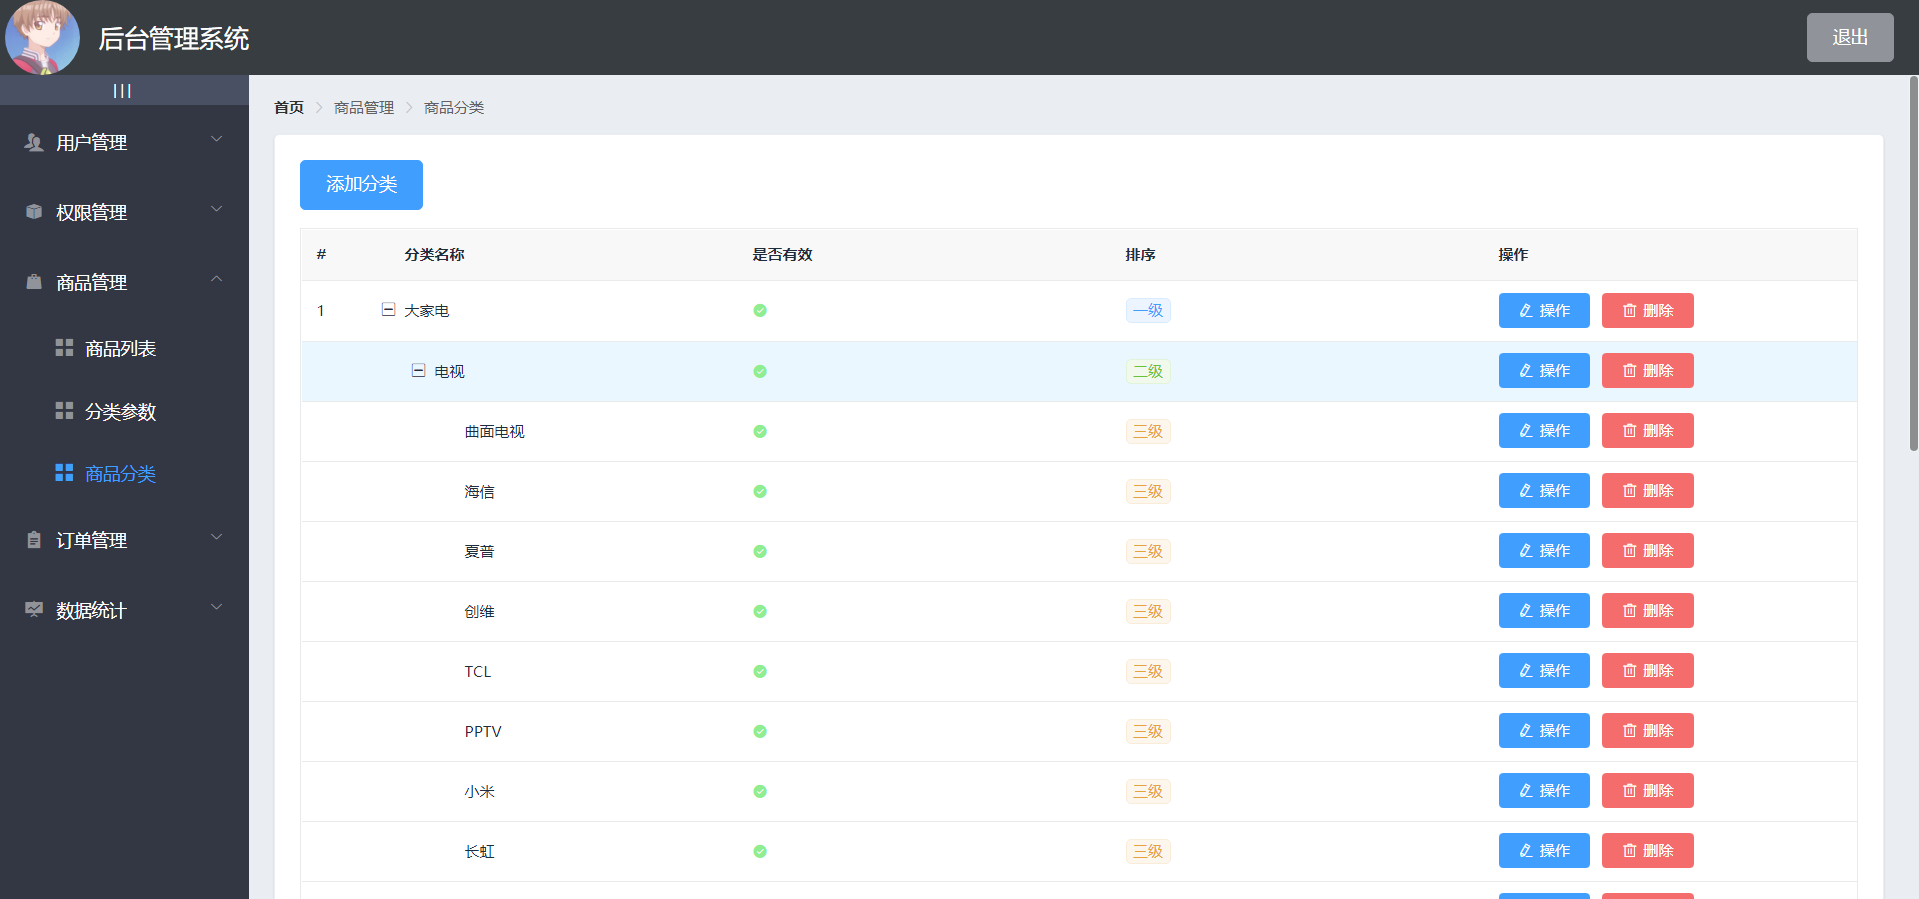 后台管理系统
退出
|||
用户管理
权限管理
商品管理
商品列表
分类参数
商品分类
订单管理
数据统计
首页 > 商品管理 > 商品分类
添加分类
# 分类名称 是否有效 排序 操作
1 大家电 一级 操作 删除
电视 二级 操作 删除
曲面电视 三级 操作 删除
海信 三级 操作 删除
夏普 三级 操作 删除
创维 三级 操作 删除
TCL 三级 操作 删除
PPTV 三级 操作 删除
小米 三级 操作 删除
长虹 三级 操作 删除